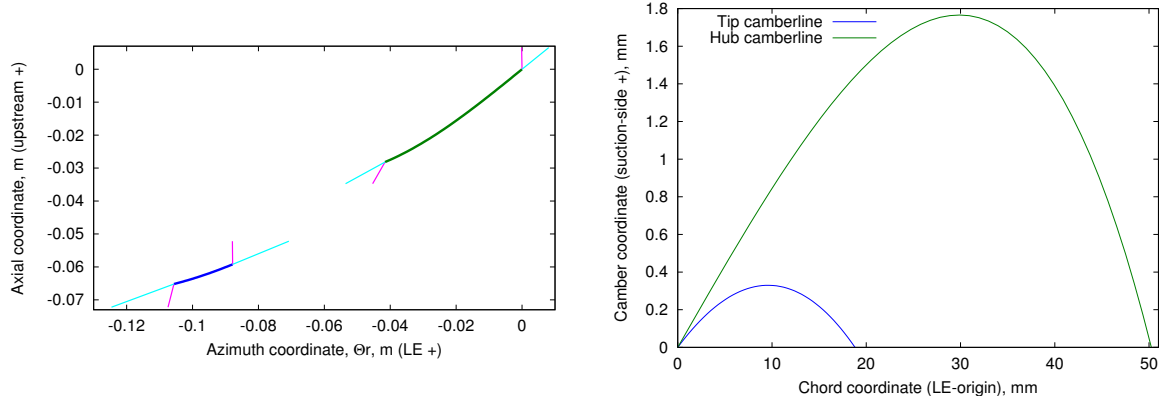 0
-0.01
-0.02
-0.03
-0.04
-0.05
-0.06
-0.07
-0.12 -0.1 -0.08 -0.06 -0.04 -0.02 0
Axial coordinate, m (upstream +)
Azimuth coordinate, Θr, m (LE +)
1.8
1.6
1.4
1.2
1
0.8
0.6
0.4
0.2
0
0 10 20 30 40 50
Camber coordinate (suction-side +), mm
Chord coordinate (LE-origin), mm
Tip camberline
Hub camberline